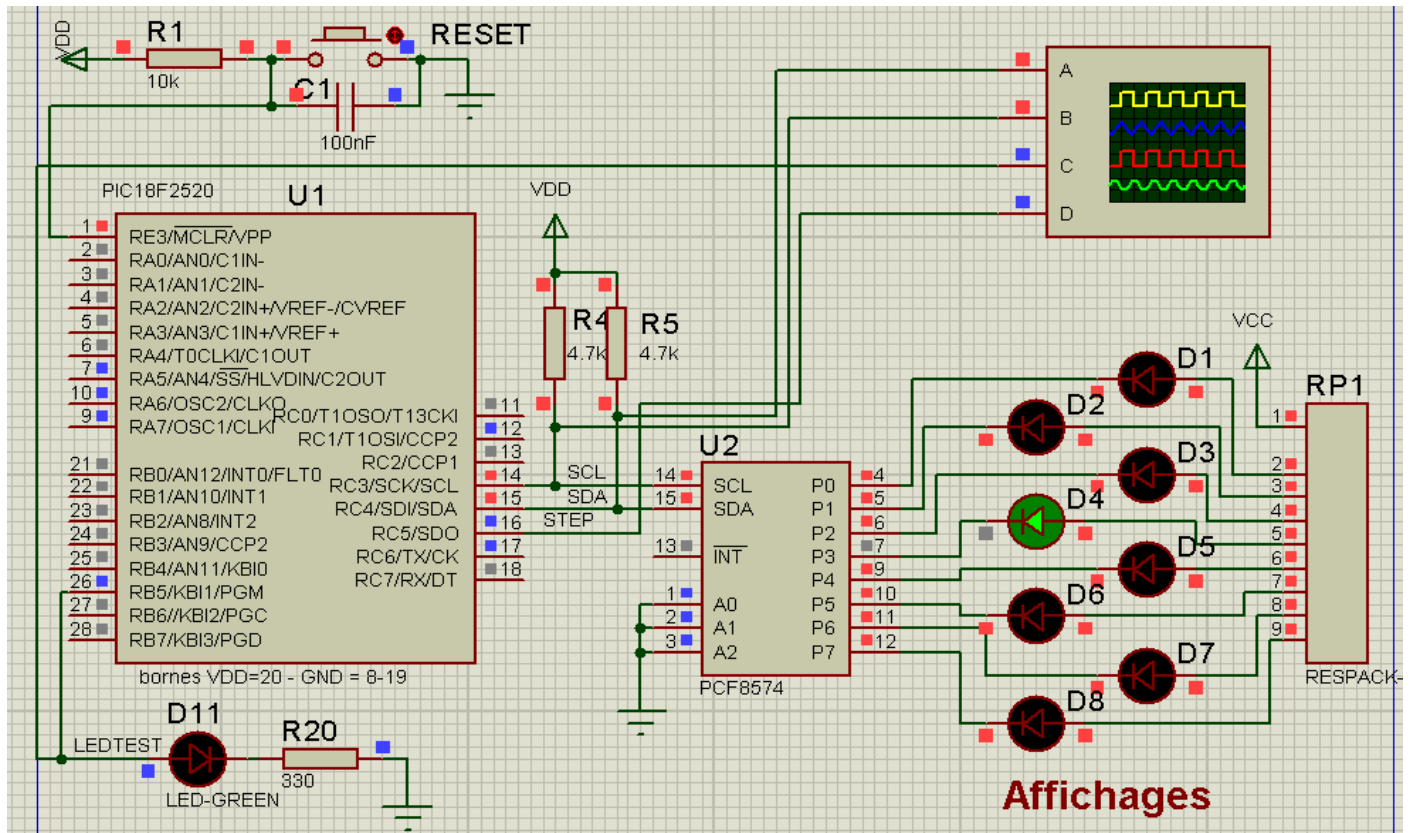 VDD
R1
10k
RESET
C1
100nF
A
B
C
D
PIC18F2520
U1
1
RE3/MCLR/VPP
2
RA0/AN0/C1IN-
3
RA1/AN1/C2IN-
4
RA2/AN2/C2IN+/VREF-/CVREF
5
RA3/AN3/C1IN+/VREF+
6
RA4/T0CLKI/C1OUT
7
RA5/AN4/SS/HLVDIN/C2OUT
10
RA6/OSC2/CLKO
9
RA7/OSC1/CLKI
RC0/T1OSO/T13CKI
11
RC1/T1OSI/CCP2
12
RC2/CCP1
13
RC3/SCK/SCL
14
RC4/SDI/SDA
15
RC5/SDO
16
RC6/TX/CK
17
RC7/RX/DT
18
21
RB0/AN12/INT0/FLT0
22
RB1/AN10/INT1
23
RB2/AN8/INT2
24
RB3/AN9/CCP2
25
RB4/AN11/KBI0
26
RB5/KBI1/PGM
27
RB6//KBI2/PGC
28
RB7/KBI3/PGD
bornes VDD=20 - GND = 8-19
VDD
R4
4.7k
R5
4.7k
SCL
SDA
STEP
U2
14
SCL
15
SDA
13
INT
1
A0
2
A1
3
A2
P0
4
P1
5
P2
6
P3
7
P4
9
P5
10
P6
11
P7
12
PCF8574
D1
D2
D3
D4
D5
D6
D7
D8
VCC
RP1
1
2
3
4
5
6
7
8
9
RESPACK-
D11
LEDTEST
LED-GREEN
R20
330
Affichages